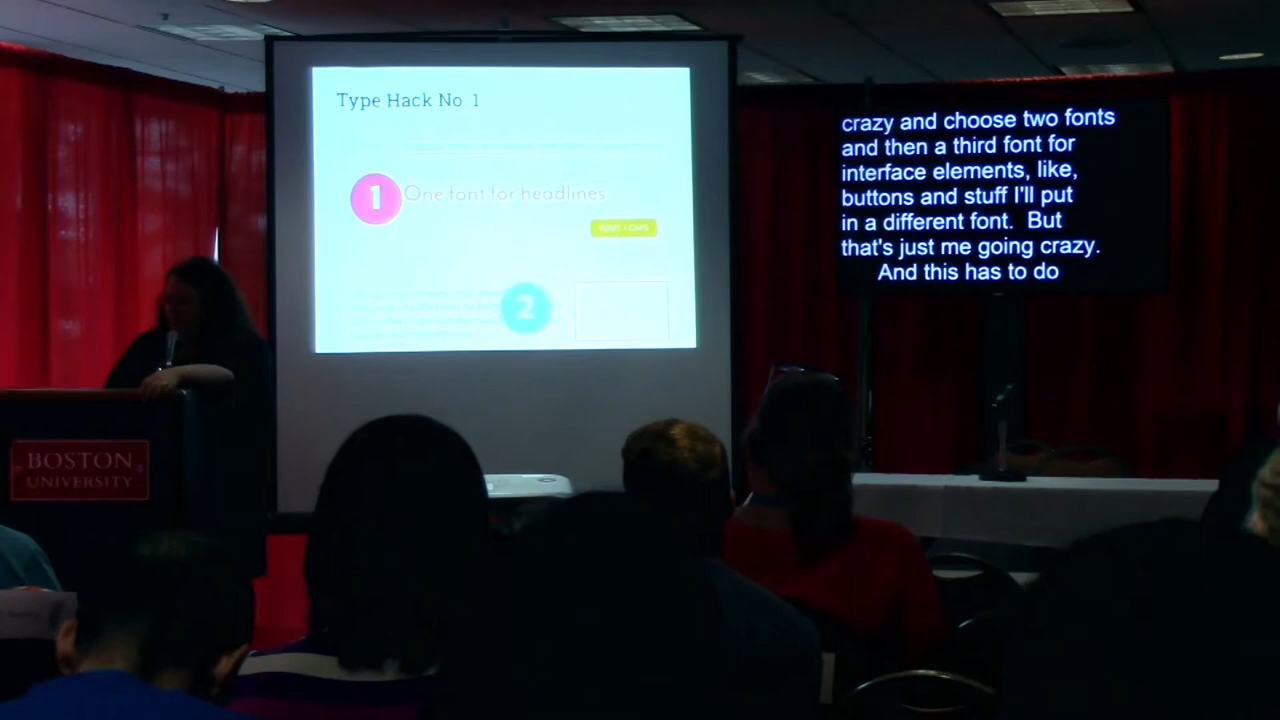 Type Hack No 1
1
One font for headlines
2
crazy and choose two fonts
and then a third font for
interface elements, like,
buttons and stuff I'll put
in a different font. But
that's just me going crazy.
And this has to do
BOSTON
UNIVERSITY